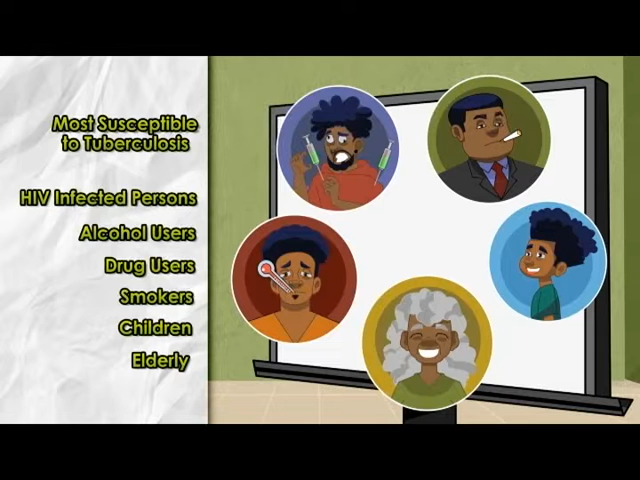 Most Susceptible
to Tuberculosis
HIV Infected Persons
Alcohol Users
Drug Users
Smokers
Children
Elderly